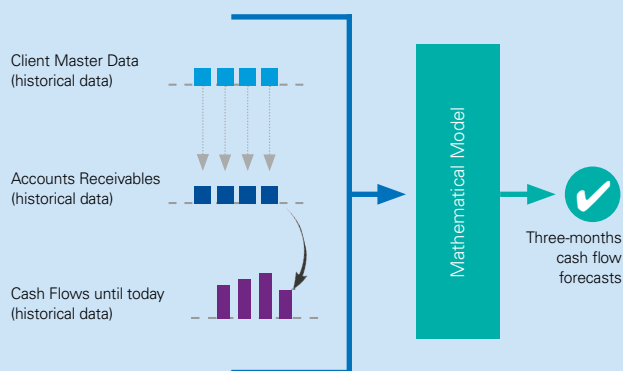 Client Master Data
(historical data)
Accounts Receivables
(historical data)
Cash Flows until today
(historical data)
Mathematical Model
Three-months
cash flow
forecasts